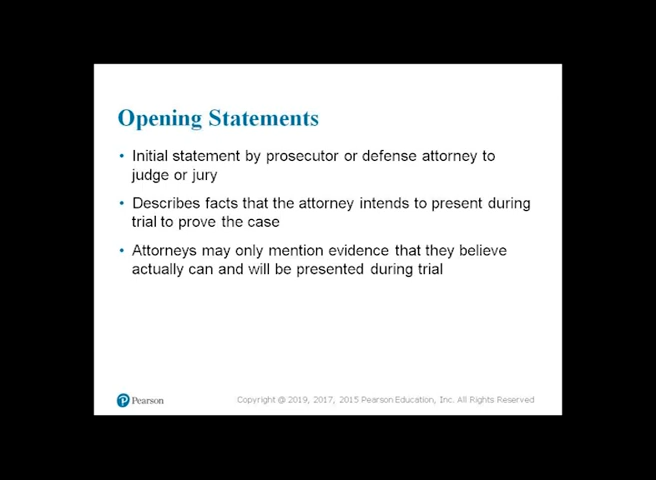 Opening Statements
• Initial statement by prosecutor or defense attorney to
judge or jury
• Describes facts that the attorney intends to present during
trial to prove the case
• Attorneys may only mention evidence that they believe
actually can and will be presented during trial
Pearson
Copyright @ 2019, 2017, 2015 Pearson Education, Inc. All Rights Reserved